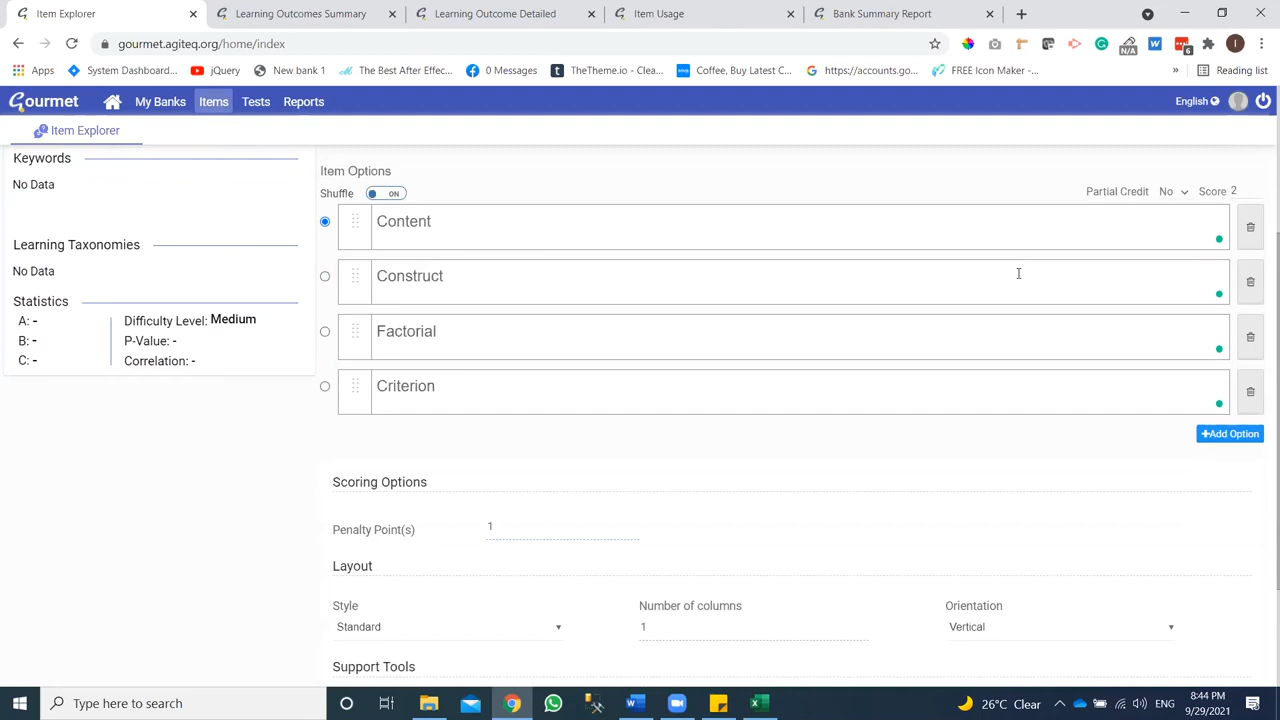 Item Explorer
Learning Outcomes Summary
Learning Outcome Detailed
Item Usage
Bank Summary Report
gourmet.agiteq.org/home/index
N/A
6
I
Apps
System Dashboard...
jQuery
New bank 1
The Best After Effec...
0 Messages
TheTheme.io - Clea...
Coffee, Buy Latest C...
https://accounts.go...
FREE Icon Maker -...
»
Reading list
Gourmet
My Banks
Items
Tests
Reports
English
Item Explorer
Keywords
No Data
Learning Taxonomies
No Data
Statistics
A: -
Difficulty Level: Medium
B: -
P-Value: -
C: -
Correlation: -
Item Options
Shuffle ON
Partial Credit No Score 2
Content
Construct
Factorial
Criterion
+Add Option
Scoring Options
Penalty Point(s) 1
Layout
Style
Number of columns
Orientation
Standard
1
Vertical
Support Tools
Type here to search
26°C Clear
ENG
8:44 PM
9/29/2021